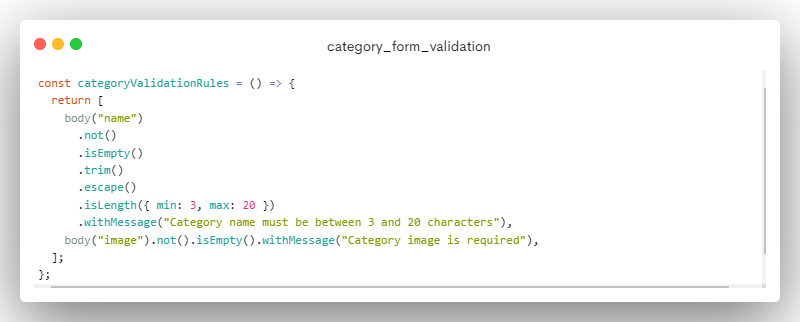 category_form_validation
const categoryValidationRules = () => {
  return [
    body("name")
      .not()
      .isEmpty()
      .trim()
      .escape()
      .isLength({ min: 3, max: 20 })
      .withMessage("Category name must be between 3 and 20 characters"),
    body("image").not().isEmpty().withMessage("Category image is required"),
  ];
};